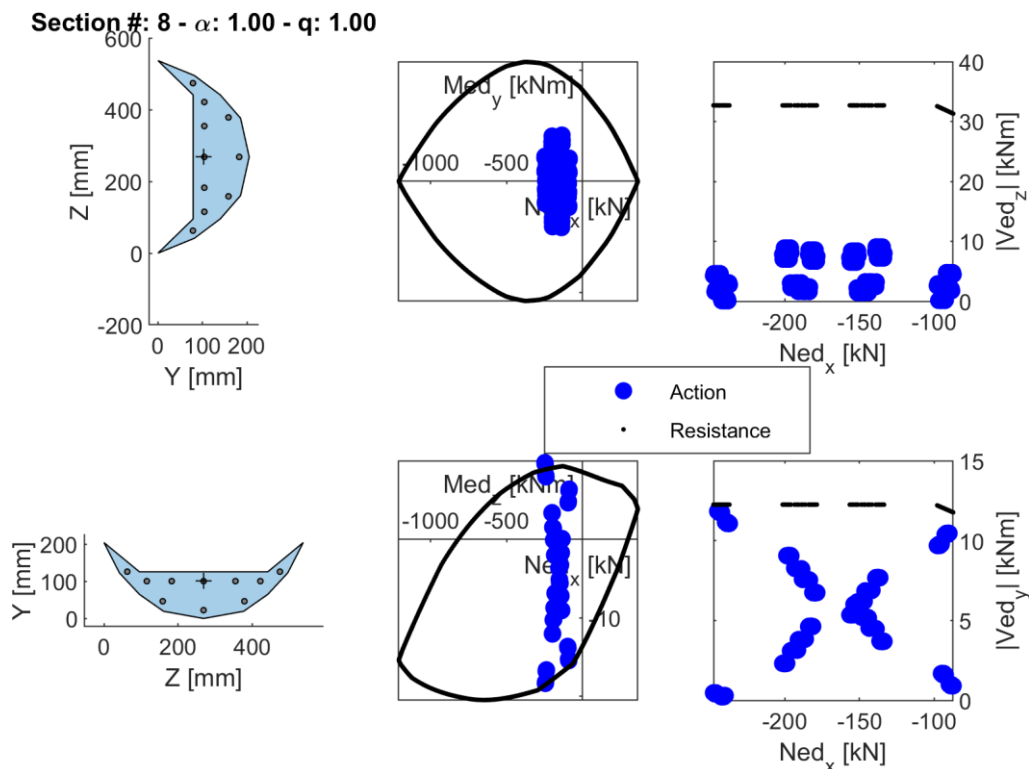 Section #: 8 - α: 1.00 - q: 1.00
600
400
200
0
-200
Z [mm]
0 100 200
Y [mm]
Med_y [kNm]
-1000 -500
Ned_x [kN]
40
30
20
10
0
|Ved_z| [kNm]
-200 -150 -100
Ned_x [kN]
Action
Resistance
200
100
0
Y [mm]
0 200 400
Z [mm]
Med_z [kNm]
-1000 -500
Ned_x [kN]
-10
15
10
5
0
|Ved_y| [kNm]
-200 -150 -100
Ned_x [kN]